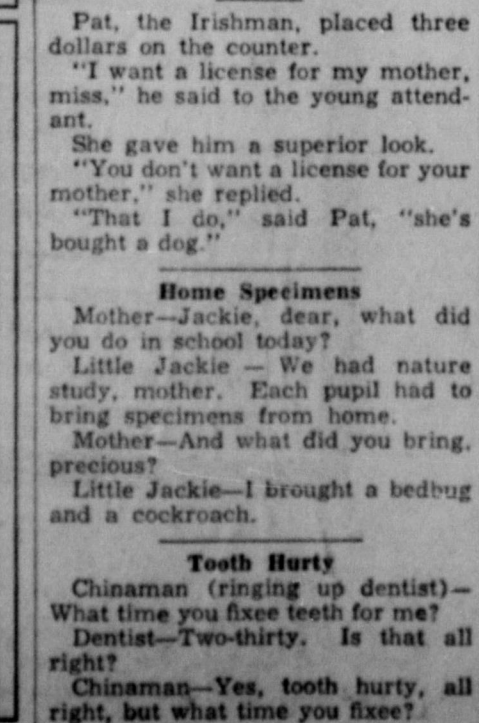 Pat, the Irishman, placed three
dollars on the counter.
"I want a license for my mother,
miss," he said to the young attend-
ant.
She gave him a superior look.
"You don't want a license for your
mother," she replied.
"That I do," said Pat, "she's
bought a dog."
Home Specimens
Mother—Jackie, dear, what did
you do in school today?
Little Jackie — We had nature
study, mother. Each pupil had to
bring specimens from home.
Mother—And what did you bring,
precious?
Little Jackie—I brought a bedbug
and a cockroach.
Tooth Hurty
Chinaman (ringing up dentist)—
What time you fixee teeth for me?
Dentist—Two-thirty. Is that all
right?
Chinaman—Yes, tooth hurty, all
right, but what time you fixee?